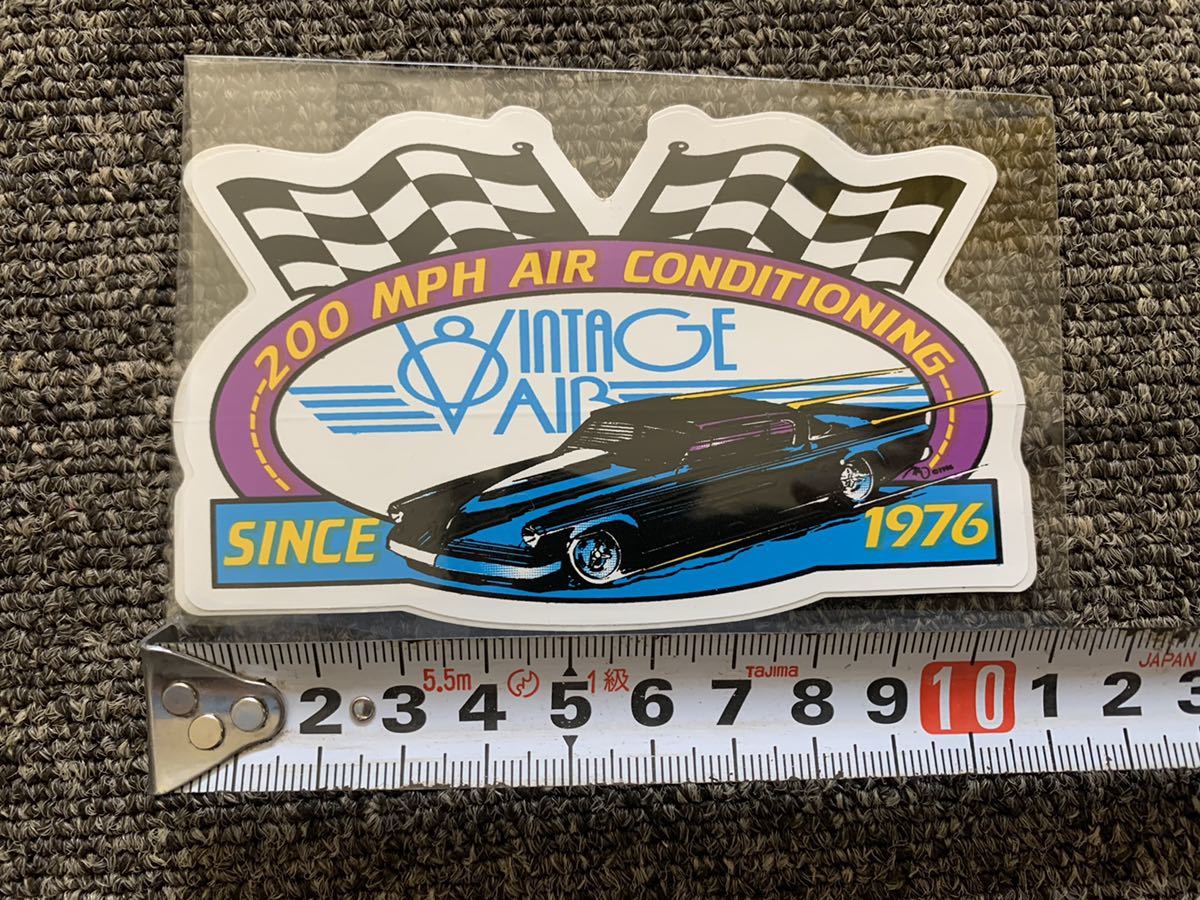 200 MPH AIR CONDITIONING
VINTAGE
AIR
SINCE
1976
5.5m
1級
Tajima
JAPAN
2 3 4 5 6 7 8 9 10 1 2 3